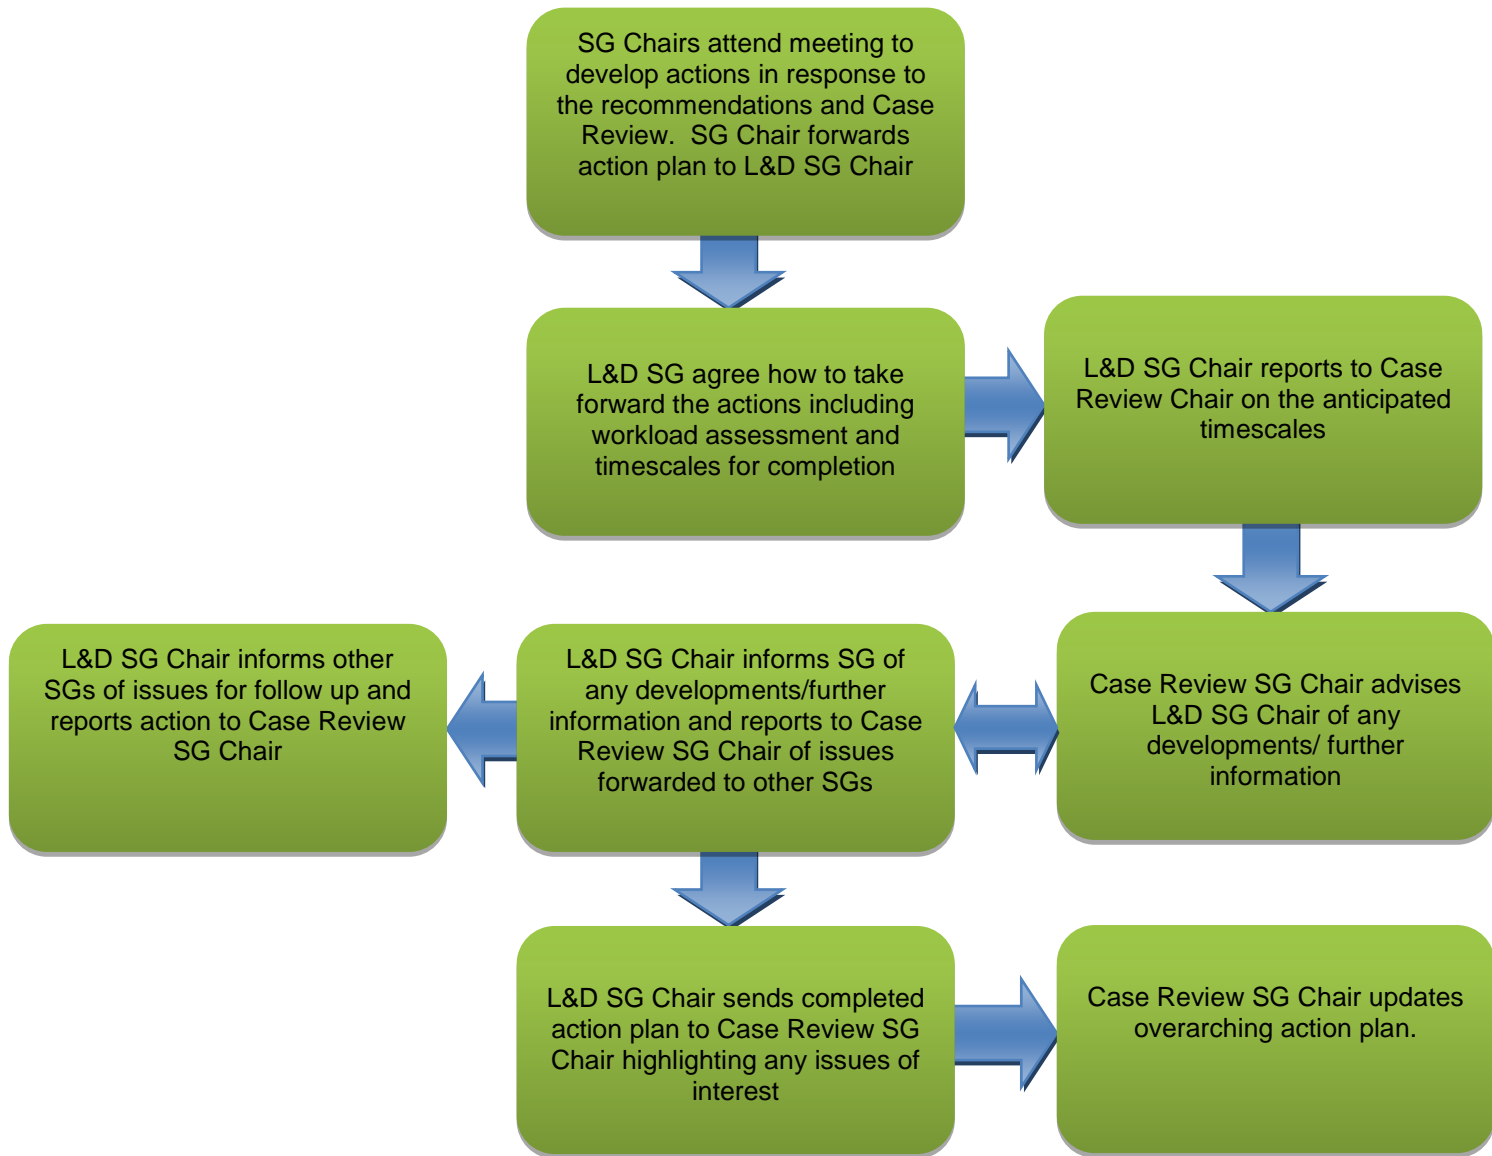 SG Chairs attend meeting to
develop actions in response to
the recommendations and Case
Review.  SG Chair forwards
action plan to L&D SG Chair
L&D SG agree how to take
forward the actions including
workload assessment and
timescales for completion
L&D SG Chair reports to Case
Review Chair on the anticipated
timescales
L&D SG Chair informs other
SGs of issues for follow up and
reports action to Case Review
SG Chair
L&D SG Chair informs SG of
any developments/further
information and reports to Case
Review SG Chair of issues
forwarded to other SGs
Case Review SG Chair advises
L&D SG Chair of any
developments/ further
information
L&D SG Chair sends completed
action plan to Case Review SG
Chair highlighting any issues of
interest
Case Review SG Chair updates
overarching action plan.